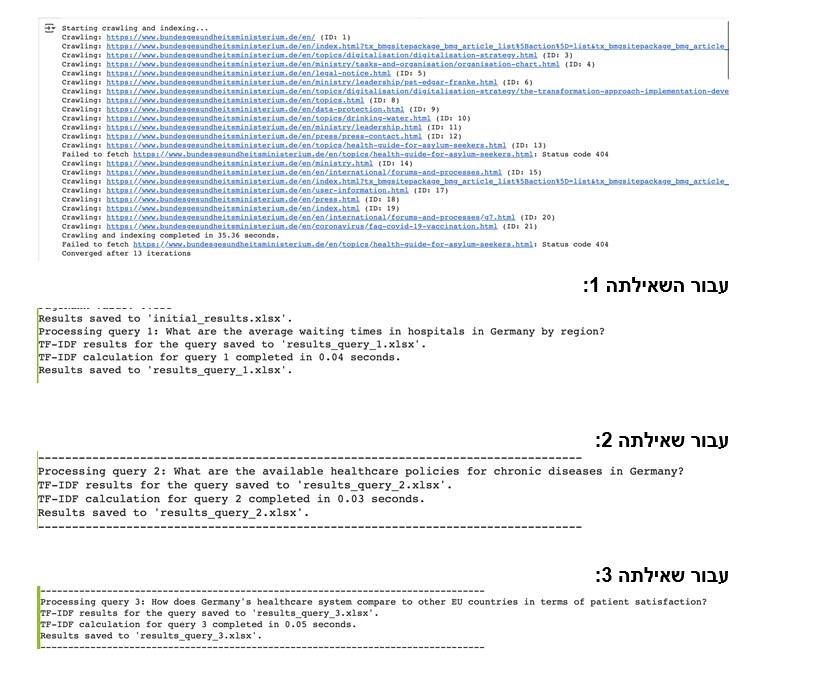 Starting crawling and indexing...
Crawling: https://www.bundesgesundheitsministerium.de/en/ (ID: 1)
Crawling: https://www.bundesgesundheitsministerium.de/en/index.html?tx_bmgsitepackage_bmg_article_list%5Baction%5D=list&tx_bmgsitepackage_bmg_article_
Crawling: https://www.bundesgesundheitsministerium.de/en/topics/digitalisation/digitalisation-strategy.html (ID: 3)
Crawling: https://www.bundesgesundheitsministerium.de/en/ministry/tasks-and-organisation/organisation-chart.html (ID: 4)
Crawling: https://www.bundesgesundheitsministerium.de/en/legal-notice.html (ID: 5)
Crawling: https://www.bundesgesundheitsministerium.de/en/ministry/leadership/pst-edgar-franke.html (ID: 6)
Crawling: https://www.bundesgesundheitsministerium.de/en/topics/digitalisation/digitalisation-strategy/the-transformation-approach-implementation-deve
Crawling: https://www.bundesgesundheitsministerium.de/en/topics.html (ID: 8)
Crawling: https://www.bundesgesundheitsministerium.de/en/data-protection.html (ID: 9)
Crawling: https://www.bundesgesundheitsministerium.de/en/topics/drinking-water.html (ID: 10)
Crawling: https://www.bundesgesundheitsministerium.de/en/ministry/leadership.html (ID: 11)
Crawling: https://www.bundesgesundheitsministerium.de/en/press/press-contact.html (ID: 12)
Crawling: https://www.bundesgesundheitsministerium.de/en/topics/health-guide-for-asylum-seekers.html (ID: 13)
Failed to fetch https://www.bundesgesundheitsministerium.de/en/topics/health-guide-for-asylum-seekers.html: Status code 404
Crawling: https://www.bundesgesundheitsministerium.de/en/ministry.html (ID: 14)
Crawling: https://www.bundesgesundheitsministerium.de/en/en/international/forums-and-processes.html (ID: 15)
Crawling: https://www.bundesgesundheitsministerium.de/en/index.html?tx_bmgsitepackage_bmg_article_list%5Baction%5D=list&tx_bmgsitepackage_bmg_article_
Crawling: https://www.bundesgesundheitsministerium.de/en/user-information.html (ID: 17)
Crawling: https://www.bundesgesundheitsministerium.de/en/press.html (ID: 18)
Crawling: https://www.bundesgesundheitsministerium.de/en/index.html (ID: 19)
Crawling: https://www.bundesgesundheitsministerium.de/en/en/international/forums-and-processes/g7.html (ID: 20)
Crawling: https://www.bundesgesundheitsministerium.de/en/coronavirus/faq-covid-19-vaccination.html (ID: 21)
Crawling and indexing completed in 35.36 seconds.
Failed to fetch https://www.bundesgesundheitsministerium.de/en/topics/health-guide-for-asylum-seekers.html: Status code 404
Converged after 13 iterations
עבור השאילתה 1:
Results saved to 'initial_results.xlsx'.
Processing query 1: What are the average waiting times in hospitals in Germany by region?
TF-IDF results for the query saved to 'results_query_1.xlsx'.
TF-IDF calculation for query 1 completed in 0.04 seconds.
Results saved to 'results_query_1.xlsx'.
עבור שאילתה 2:
Processing query 2: What are the available healthcare policies for chronic diseases in Germany?
TF-IDF results for the query saved to 'results_query_2.xlsx'.
TF-IDF calculation for query 2 completed in 0.03 seconds.
Results saved to 'results_query_2.xlsx'.
עבור שאילתה 3:
Processing query 3: How does Germany's healthcare system compare to other EU countries in terms of patient satisfaction?
TF-IDF results for the query saved to 'results_query_3.xlsx'.
TF-IDF calculation for query 3 completed in 0.05 seconds.
Results saved to 'results_query_3.xlsx'.